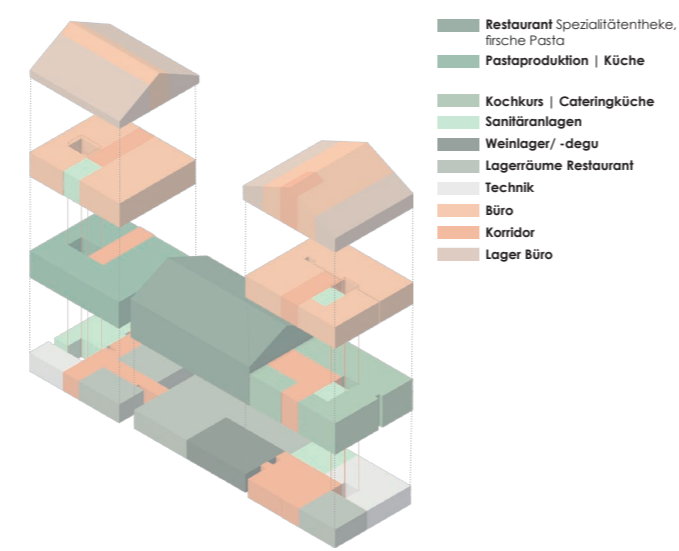 Restaurant Spezialitätentheke,
firsche Pasta
Pastaproduktion | Küche
Kochkurs | Cateringküche
Sanitäranlagen
Weinlager/ -degu
Lagerräume Restaurant
Technik
Büro
Korridor
Lager Büro